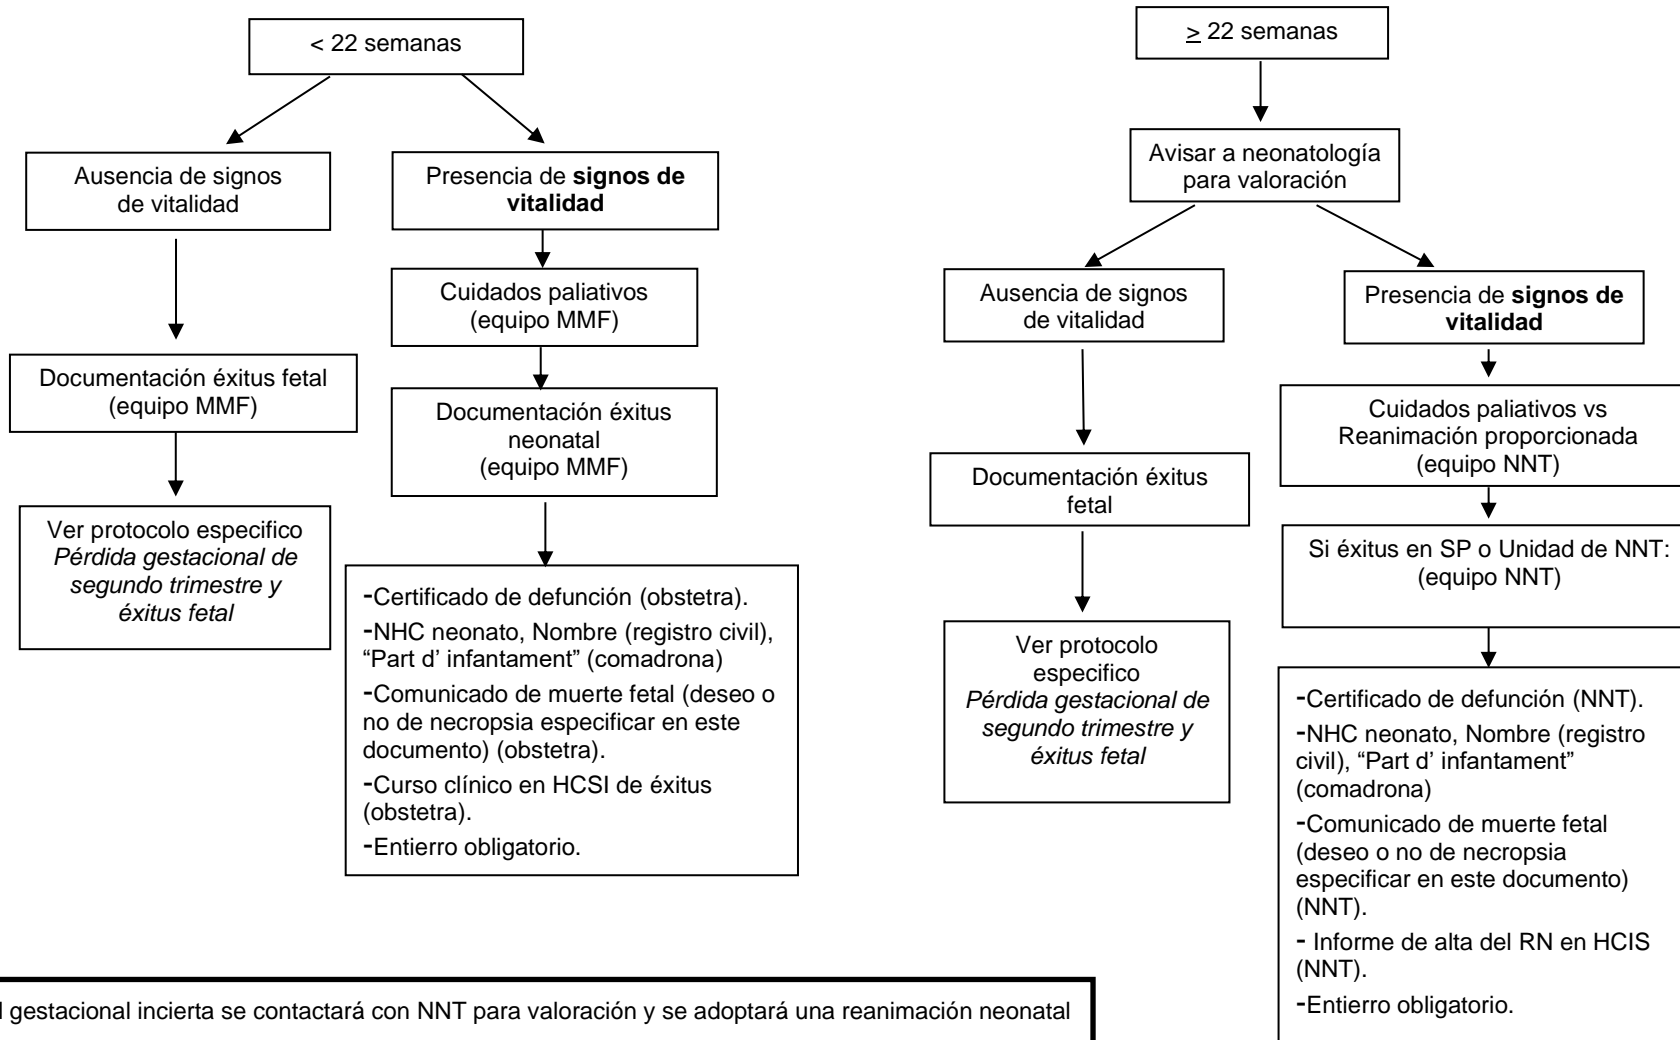 < 22 semanas
Ausencia de signos
de vitalidad
Presencia de signos de
vitalidad
Cuidados paliativos
(equipo MMF)
Documentación éxitus fetal
(equipo MMF)
Documentación éxitus
neonatal
(equipo MMF)
Ver protocolo especifico
Pérdida gestacional de
segundo trimestre y
éxitus fetal
-Certificado de defunción (obstetra).
-NHC neonato, Nombre (registro civil),
“Part d’ infantament” (comadrona)
-Comunicado de muerte fetal (deseo o
no de necropsia especificar en este
documento) (obstetra).
-Curso clínico en HCSI de éxitus
(obstetra).
-Entierro obligatorio.
≥ 22 semanas
Avisar a neonatología
para valoración
Ausencia de signos
de vitalidad
Presencia de signos de
vitalidad
Documentación éxitus
fetal
Cuidados paliativos vs
Reanimación proporcionada
(equipo NNT)
Si éxitus en SP o Unidad de NNT:
(equipo NNT)
Ver protocolo
especifico
Pérdida gestacional de
segundo trimestre y
éxitus fetal
-Certificado de defunción (NNT).
-NHC neonato, Nombre (registro
civil), “Part d’ infantament”
(comadrona)
-Comunicado de muerte fetal
(deseo o no de necropsia
especificar en este documento)
(NNT).
- Informe de alta del RN en HCIS
(NNT).
-Entierro obligatorio.
gestacional incierta se contactará con NNT para valoración y se adoptará una reanimación neonatal